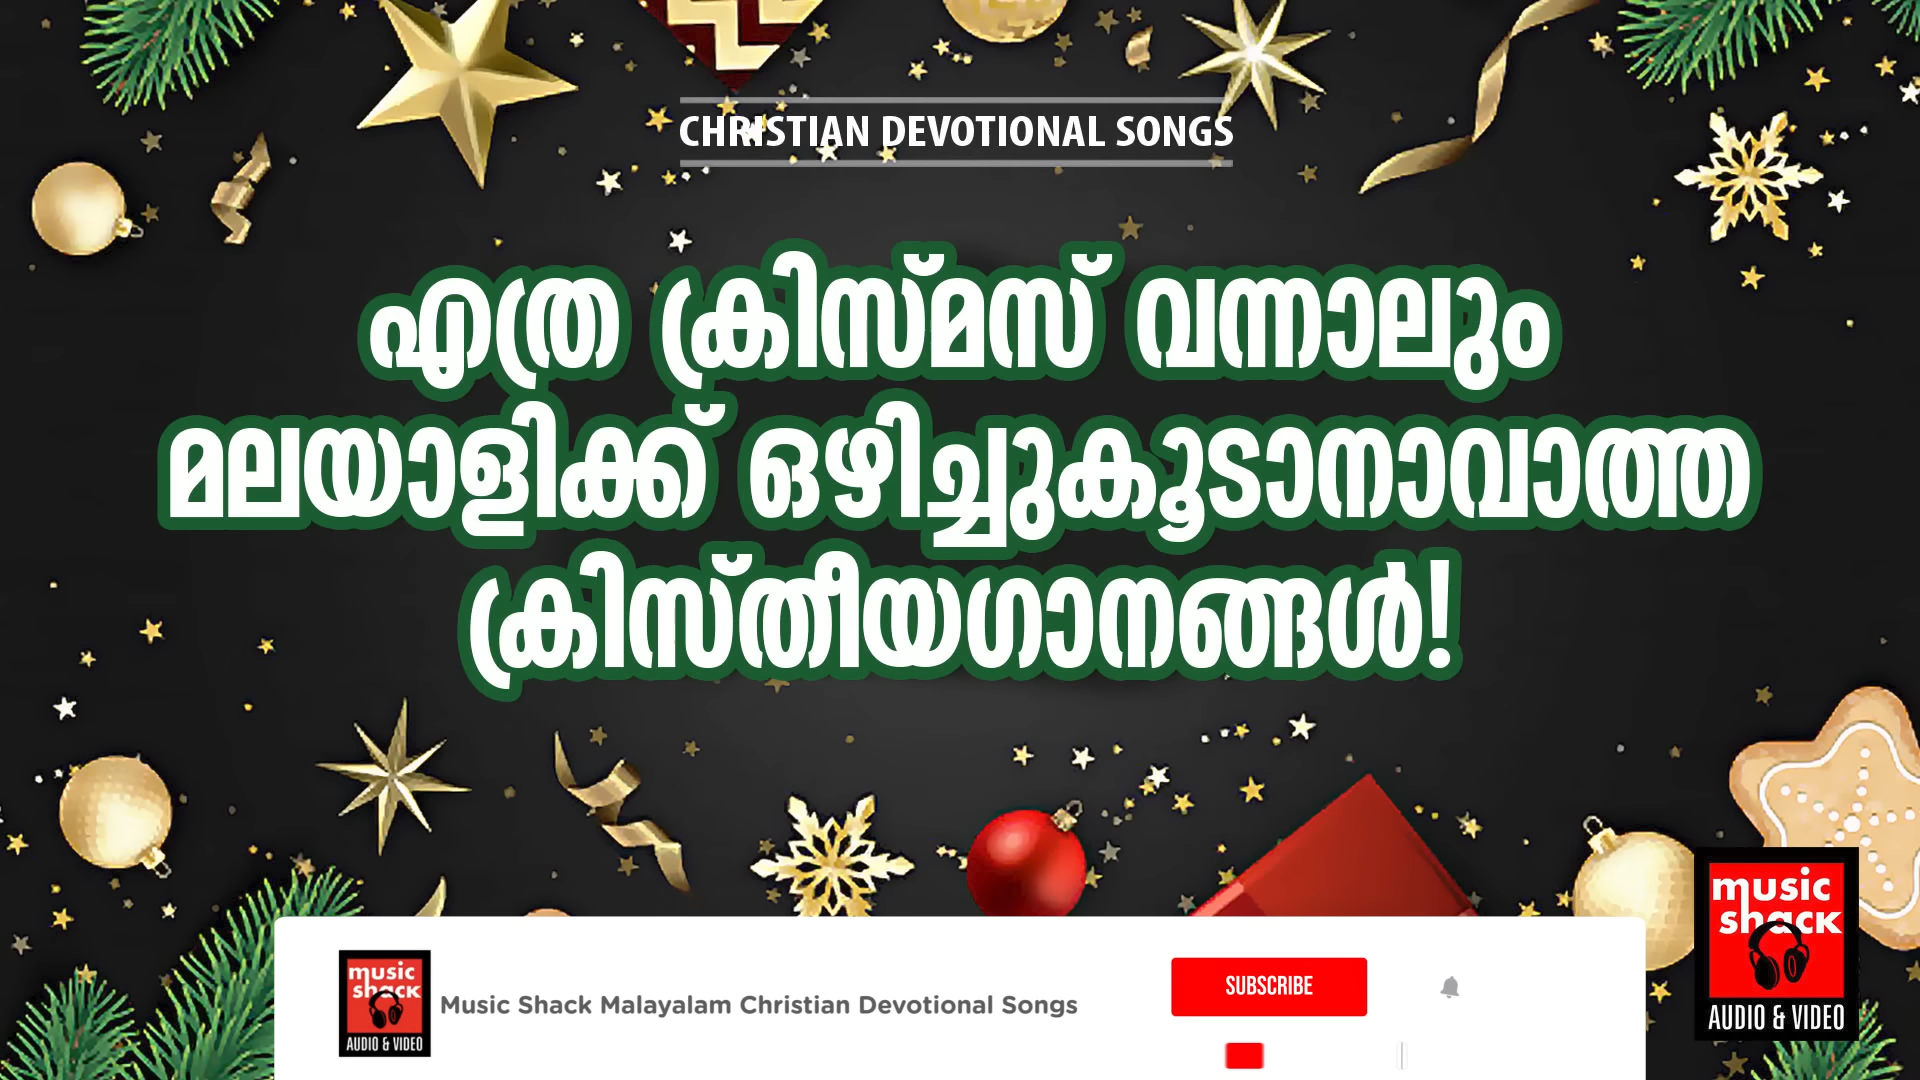 CHRISTIAN DEVOTIONAL SONGS
എത്ര ക്രിസ്മസ് വന്നാലും
മലയാളിക്ക് ഒഴിച്ചുകൂടാനാവാത്ത
ക്രിസ്തീയഗാനങ്ങൾ!
music
shack
AUDIO & VIDEO
Music Shack Malayalam Christian Devotional Songs
SUBSCRIBE
music
shack
AUDIO & VIDEO